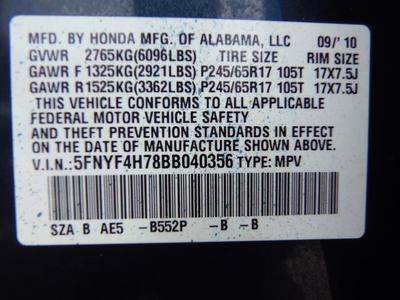 MFD. BY HONDA MFG. OF ALABAMA, LLC 09/'10
GVWR 2765KG(6096LBS) TIRE SIZE RIM SIZE
GAWR F 1325KG(2921LBS) P245/65R17 105T 17X7.5J
GAWR R 1525KG(3362LBS) P245/65R17 105T 17X7.5J
THIS VEHICLE CONFORMS TO ALL APPLICABLE
FEDERAL MOTOR VEHICLE SAFETY
AND THEFT PREVENTION STANDARDS IN EFFECT
ON THE DATE OF MANUFACTURE SHOWN ABOVE.
V.I.N.:5FNYF4H78BB040356 TYPE: MPV
SZA B AE5 -B552P -B -B